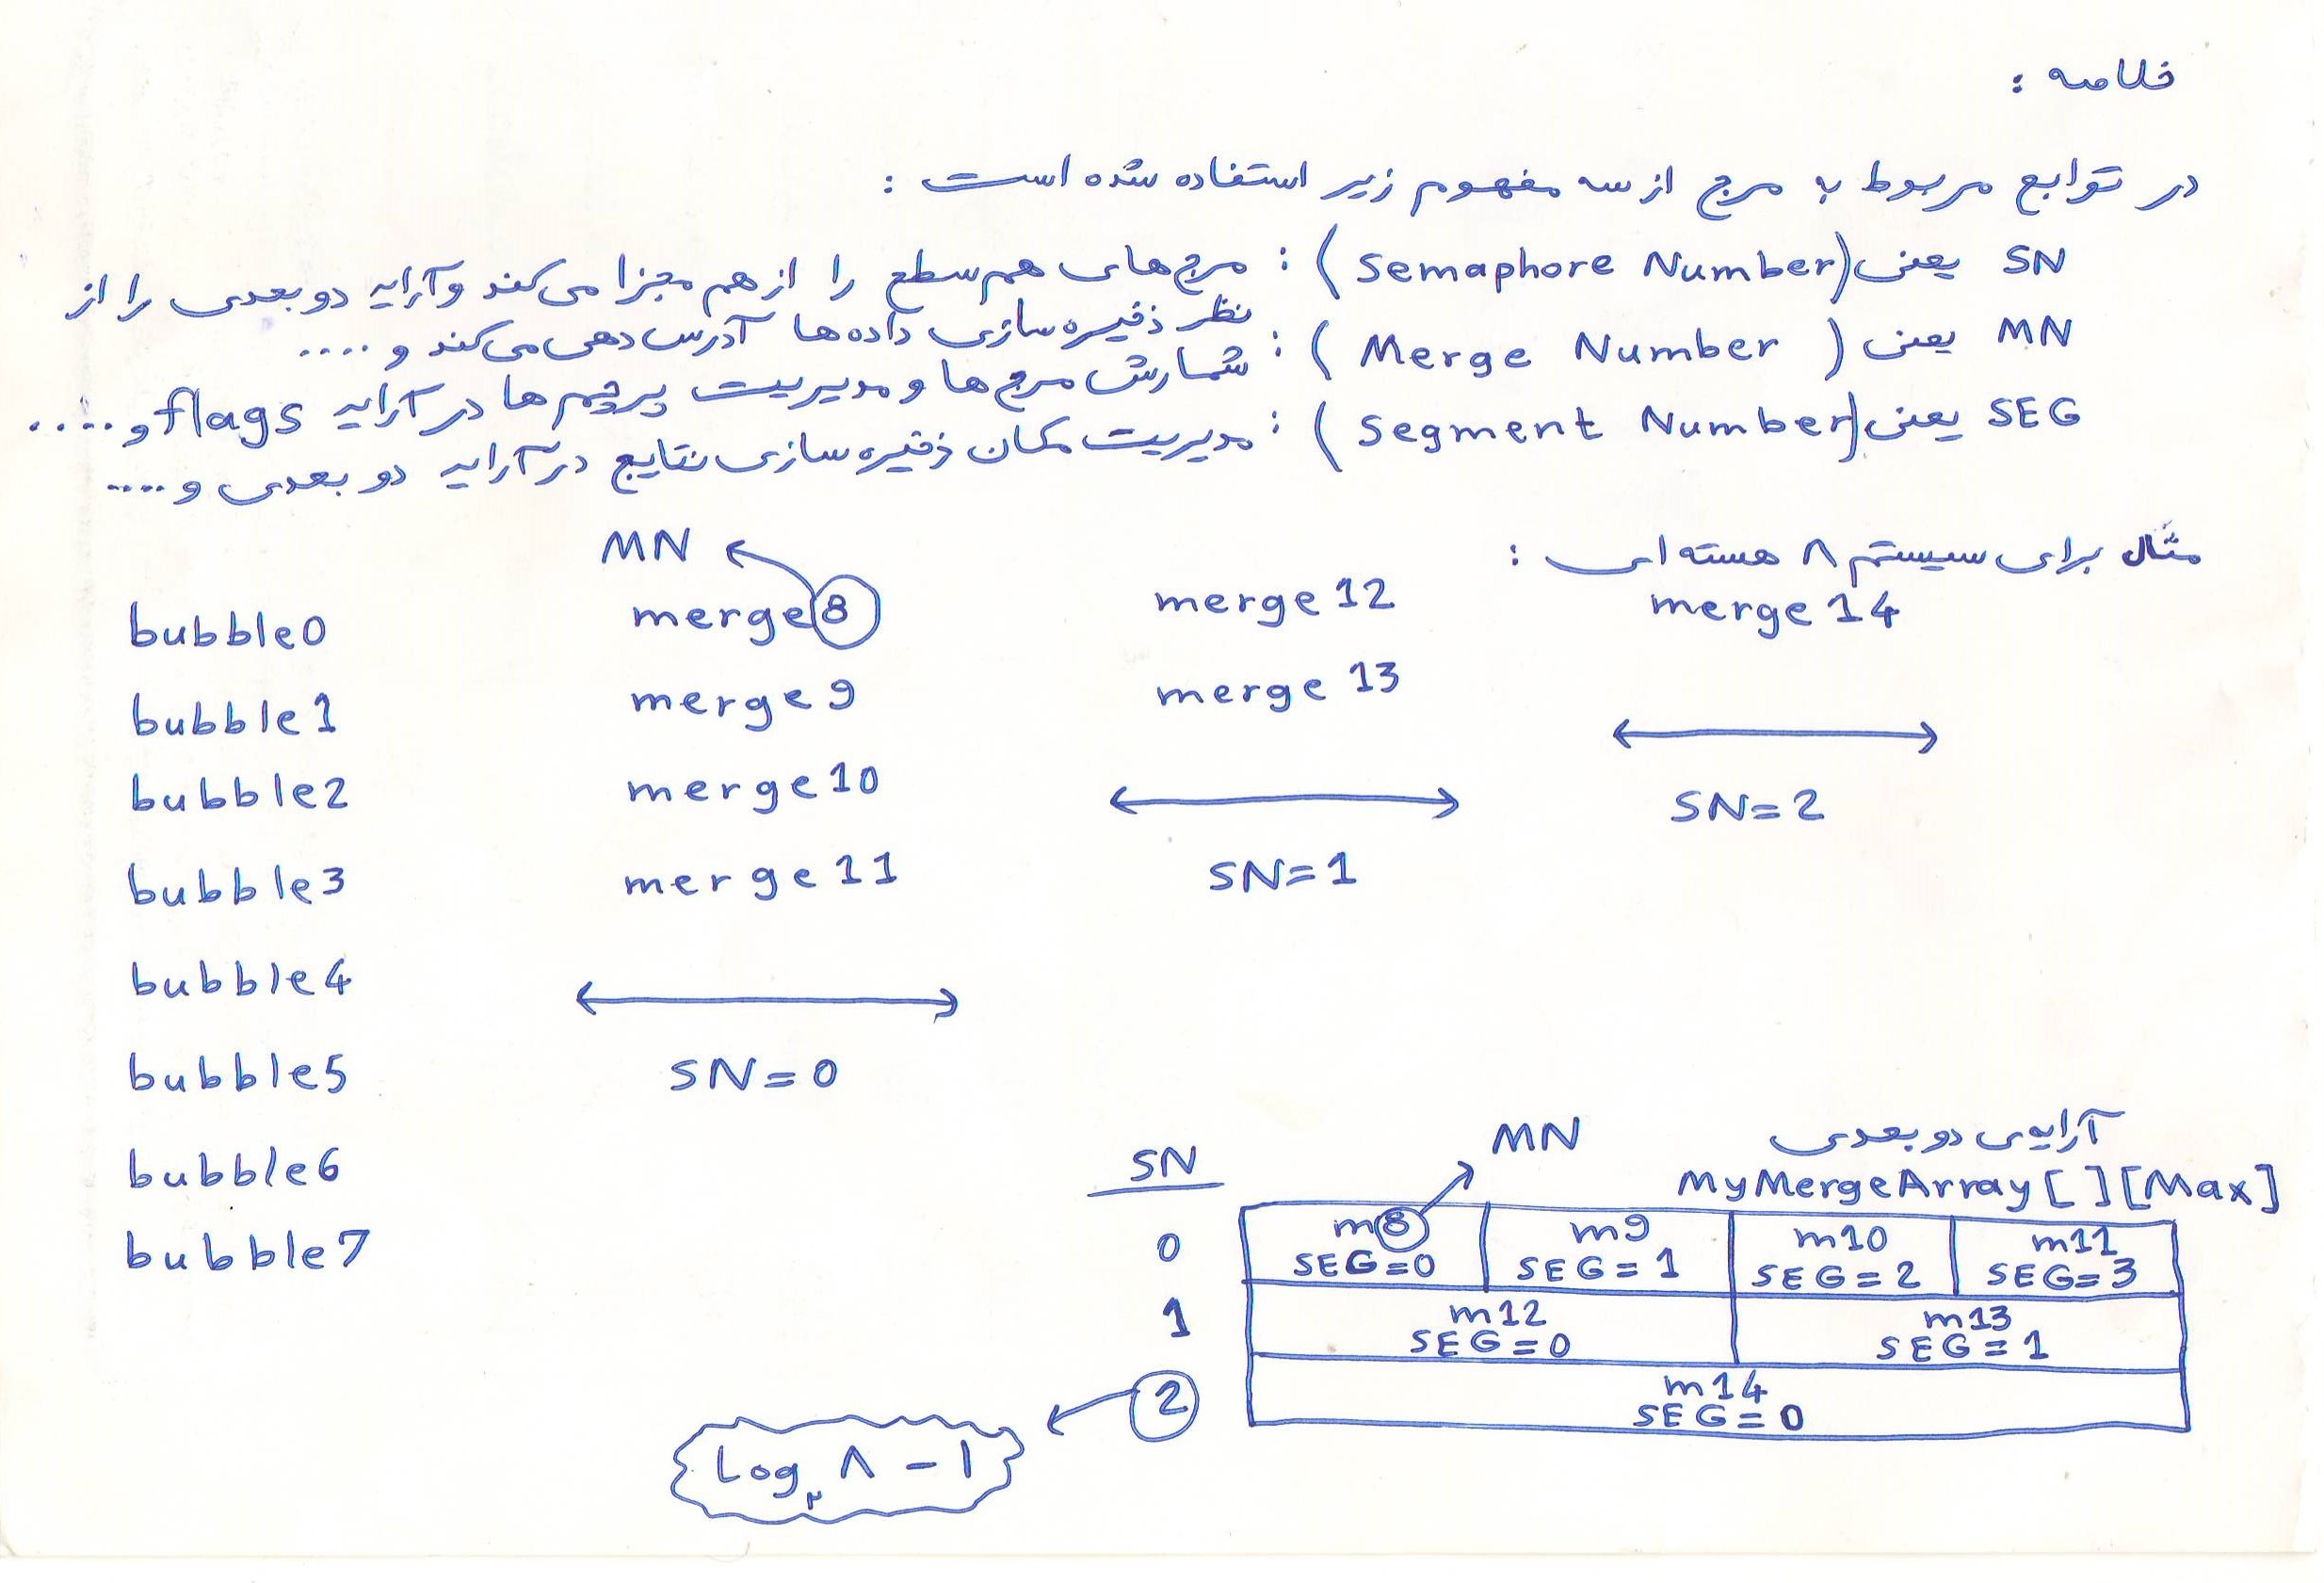 خلاصه :
در توابع مربوط به مرج از سه مفهوم زیر استفاده شده است :
SN یعنی (Semaphore Number) : مرج های هم سطح را از هم مجزا می کند و آرایه دو بعدی را از
نظر ذخیره سازی داده ها آدرس دهی می کند و ....
MN یعنی (Merge Number) : شمارش مرج ها و مدیریت پرچم ها در آرایه flags و ....
SEG یعنی (Segment Number) : مدیریت مکان ذخیره سازی نتایج در آرایه دو بعدی و ....
مثال برای سیستم ۸ هسته ای :
MN
bubble0 merge8 merge12 merge14
bubble1 merge9 merge13
bubble2 merge10
bubble3 merge11
bubble4
bubble5
bubble6
bubble7
SN=0
SN=1
SN=2
آرایه ی دو بعدی
MyMergeArray[ ][Max]
MN
SN
0 m8 m9 m10 m11
SEG=0 SEG=1 SEG=2 SEG=3
1 m12 m13
SEG=0 SEG=1
2 m14
SEG=0
Log₂ ۸ - ۱